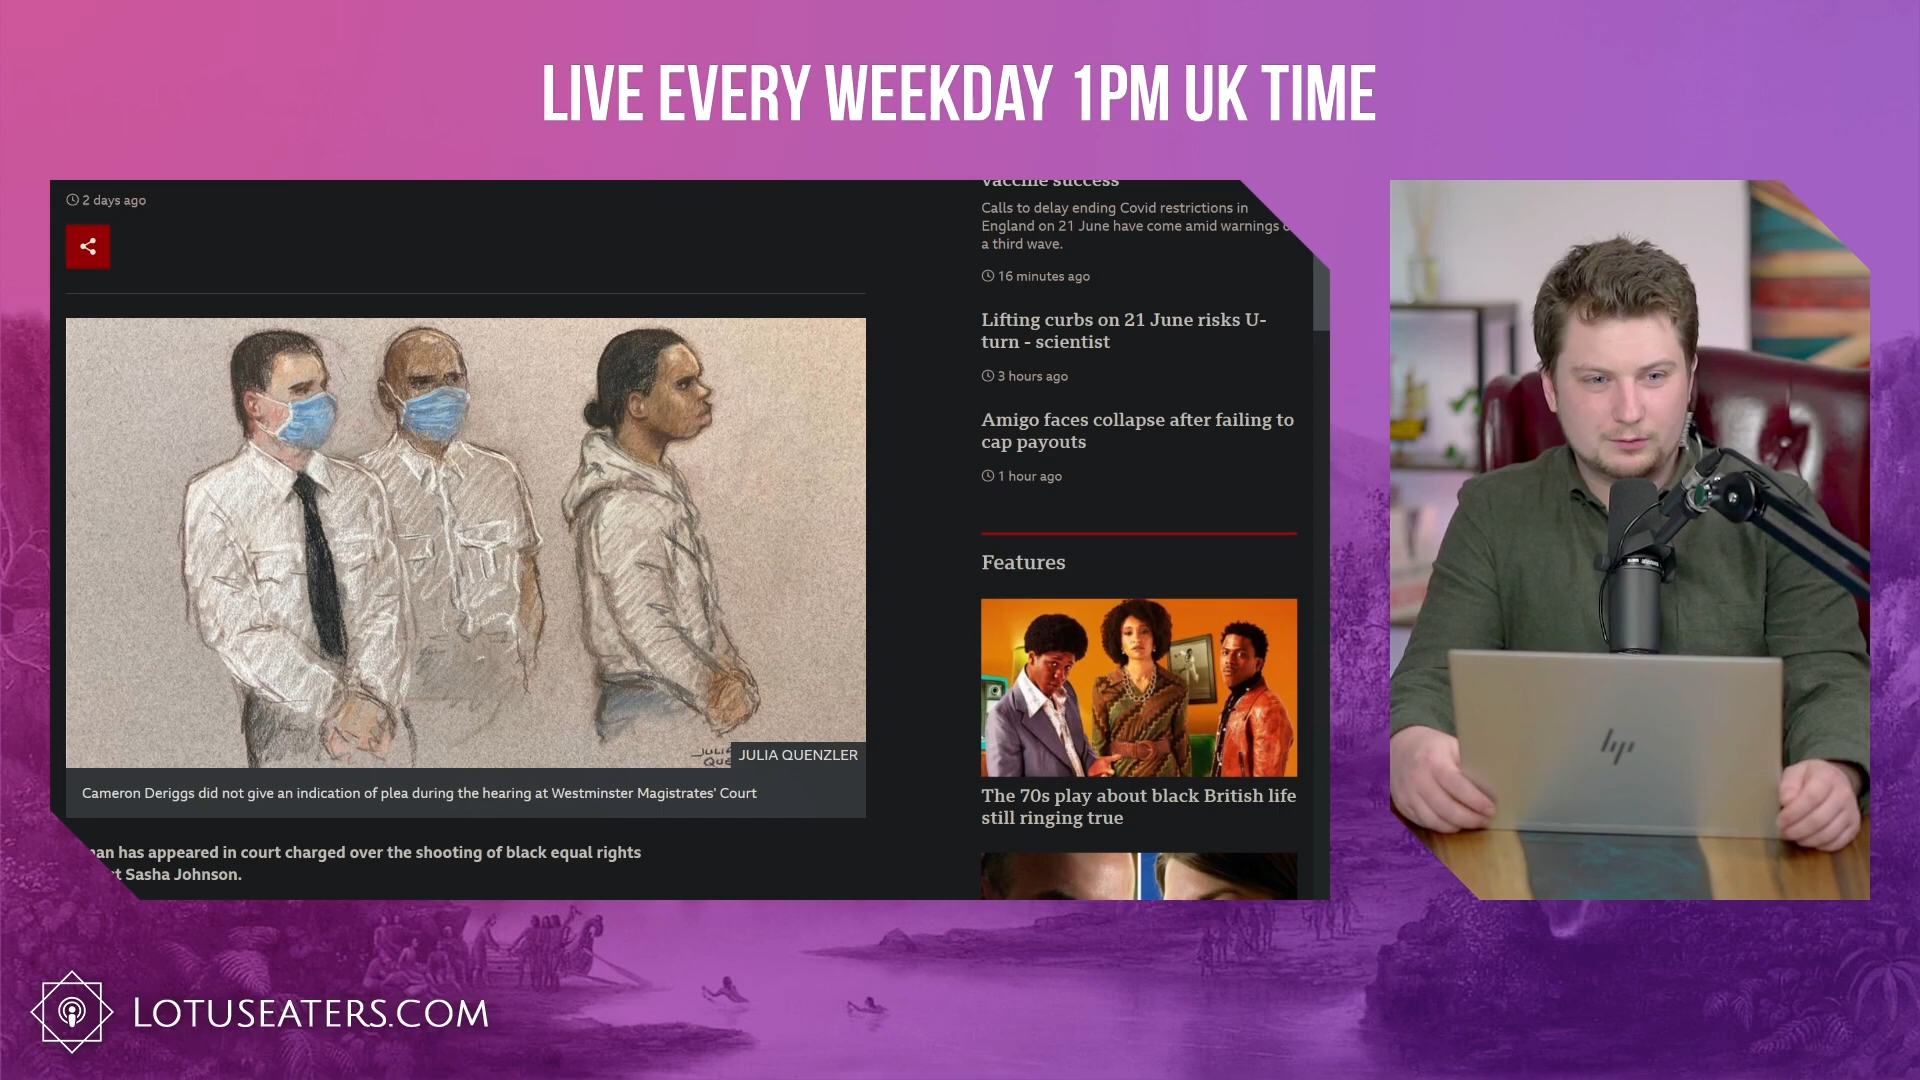 LIVE EVERY WEEKDAY 1PM UK TIME
2 days ago
JULIA QUENZLER
Cameron Deriggs did not give an indication of plea during the hearing at Westminster Magistrates' Court
has appeared in court charged over the shooting of black equal rights
Sasha Johnson.
vaccine success
Calls to delay ending Covid restrictions in
England on 21 June have come amid warnings
a third wave.
16 minutes ago
Lifting curbs on 21 June risks U-
turn - scientist
3 hours ago
Amigo faces collapse after failing to
cap payouts
1 hour ago
Features
The 70s play about black British life
still ringing true
hp
LOTUSEATERS.COM